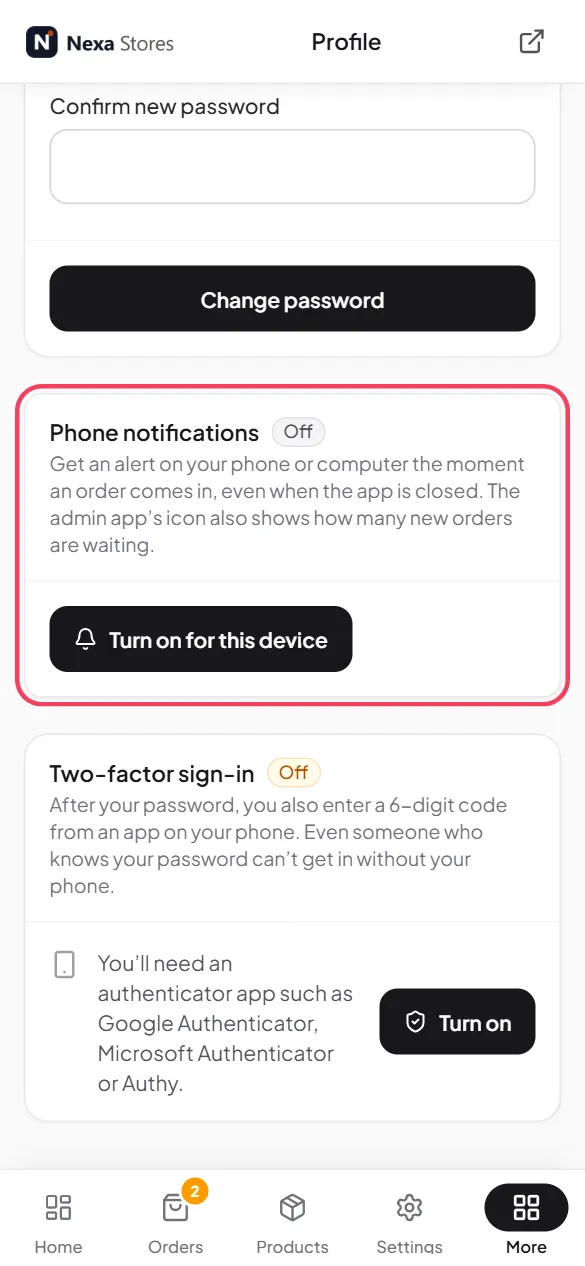 Nexa Stores
Profile
Confirm new password
Change password
Phone notifications Off
Get an alert on your phone or computer the moment
an order comes in, even when the app is closed. The
admin app’s icon also shows how many new orders
are waiting.
Turn on for this device
Two-factor sign-in Off
After your password, you also enter a 6-digit code
from an app on your phone. Even someone who
knows your password can’t get in without your
phone.
You’ll need an
authenticator app such as
Google Authenticator,
Microsoft Authenticator
or Authy.
Turn on
2
Home Orders Products Settings More